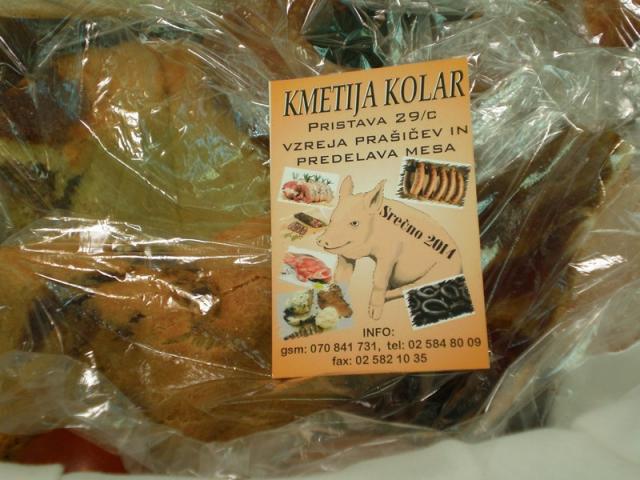 KMETIJA KOLAR
PRISTAVA 29/C
VZREJA PRAŠIČEV IN
PREDELAVA MESA
Srečno 2014
INFO:
gsm: 070 841 731, tel: 02 584 80 09
fax: 02 582 10 35